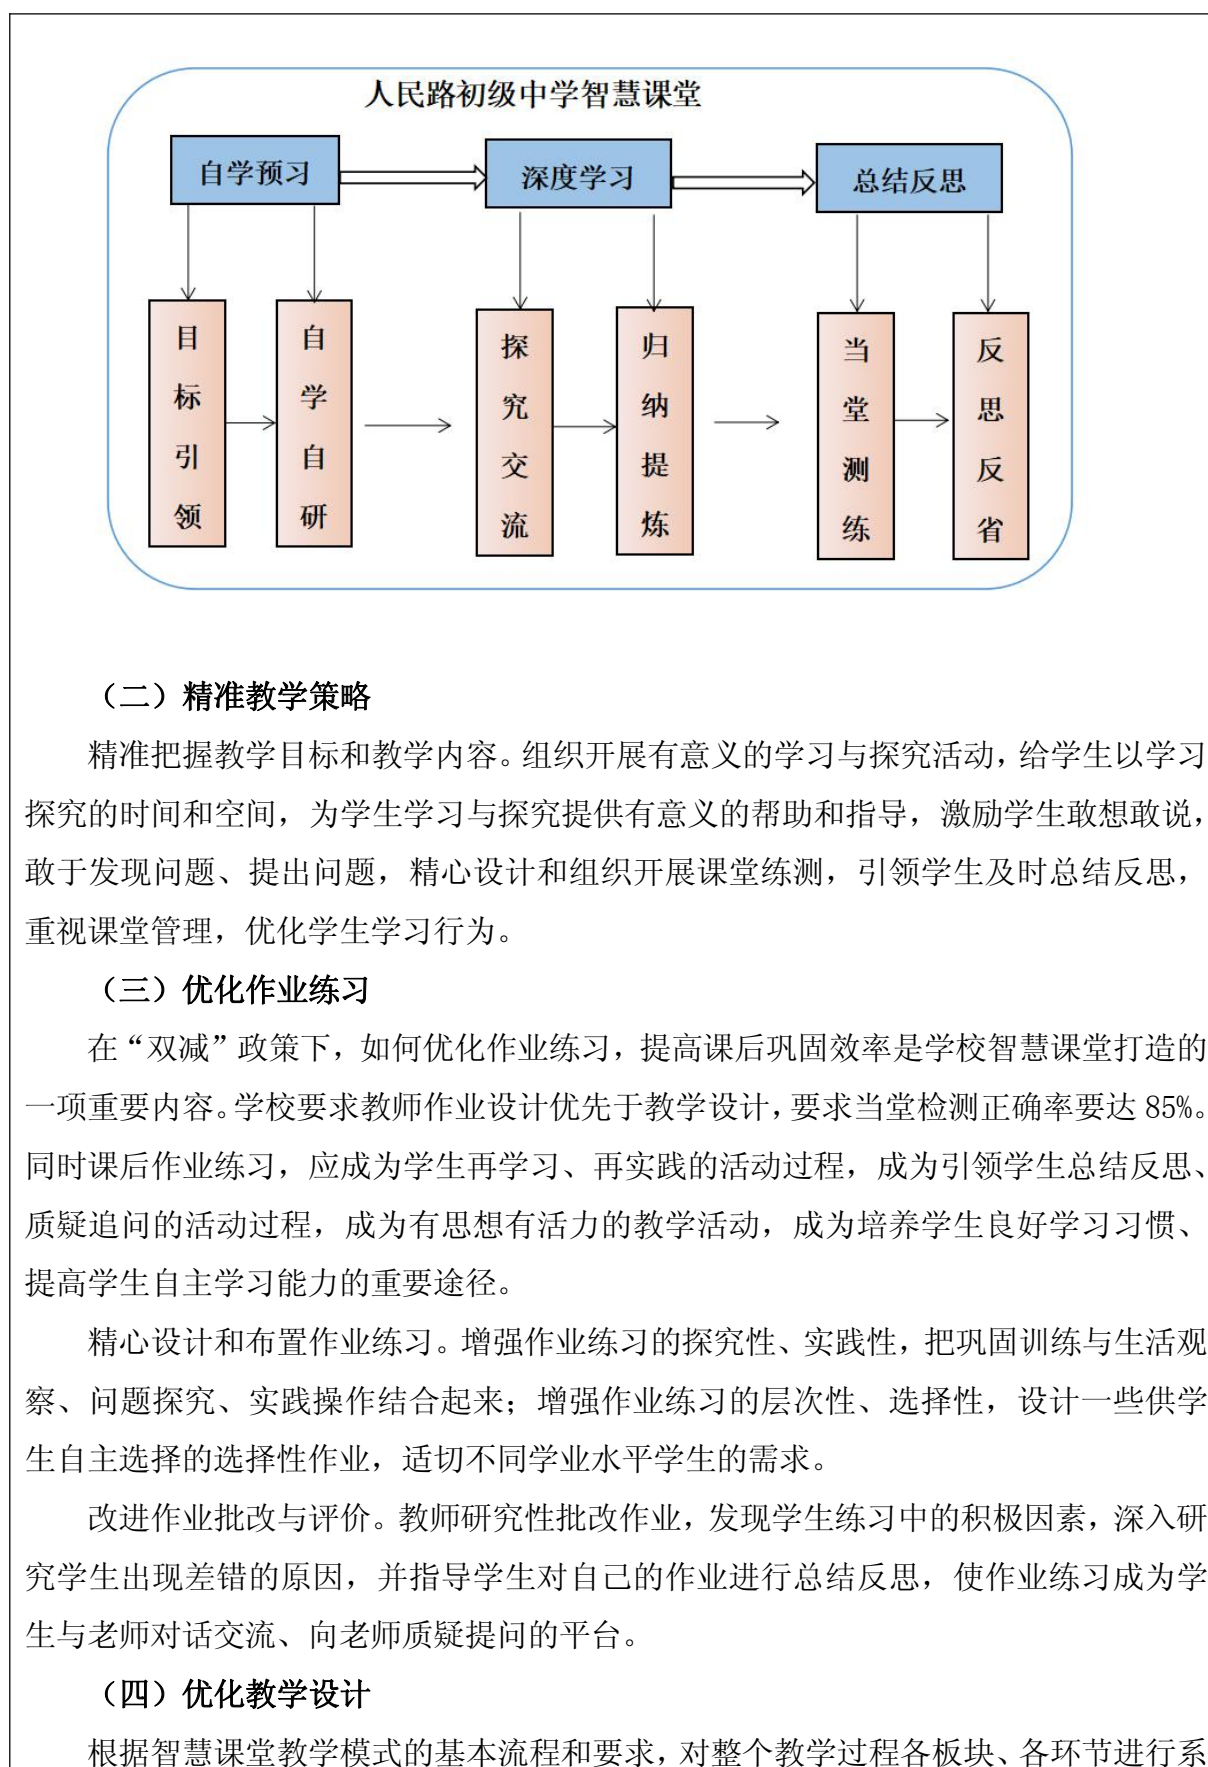 人民路初级中学智慧课堂
自学预习
深度学习
总结反思
目标引领
自学自研
探究交流
归纳提炼
当堂测练
反思反省
（二）精准教学策略
精准把握教学目标和教学内容。组织开展有意义的学习与探究活动，给学生以学习
探究的时间和空间，为学生学习与探究提供有意义的帮助和指导，激励学生敢想敢说，
敢于发现问题、提出问题，精心设计和组织开展课堂练测，引领学生及时总结反思，
重视课堂管理，优化学生学习行为。
（三）优化作业练习
在“双减”政策下，如何优化作业练习，提高课后巩固效率是学校智慧课堂打造的
一项重要内容。学校要求教师作业设计优先于教学设计，要求当堂检测正确率要达 85%。
同时课后作业练习，应成为学生再学习、再实践的活动过程，成为引领学生总结反思、
质疑追问的活动过程，成为有思想有活力的教学活动，成为培养学生良好学习习惯、
提高学生自主学习能力的重要途径。
精心设计和布置作业练习。增强作业练习的探究性、实践性，把巩固训练与生活观
察、问题探究、实践操作结合起来；增强作业练习的层次性、选择性，设计一些供学
生自主选择的选择性作业，适切不同学业水平学生的需求。
改进作业批改与评价。教师研究性批改作业，发现学生练习中的积极因素，深入研
究学生出现差错的原因，并指导学生对自己的作业进行总结反思，使作业练习成为学
生与老师对话交流、向老师质疑提问的平台。
（四）优化教学设计
根据智慧课堂教学模式的基本流程和要求，对整个教学过程各板块、各环节进行系